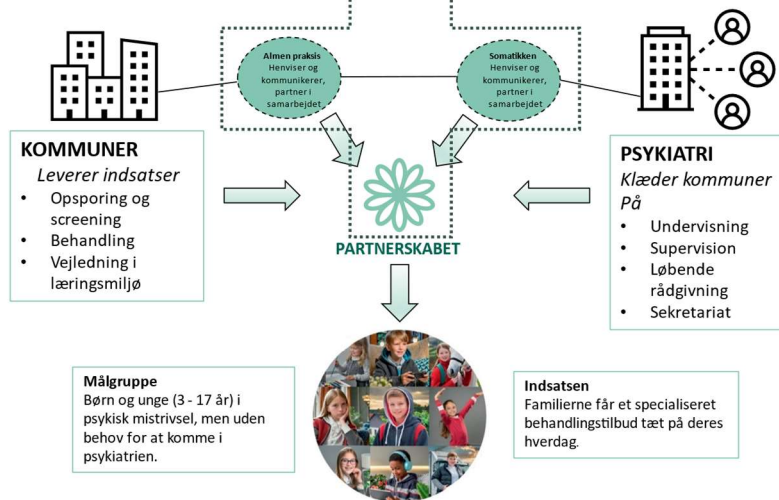 Almen praksis
Henviser og
kommunikerer,
partner i
samarbejdet
Somatikken
Henviser og
kommunikerer,
partner i
samarbejdet
KOMMUNER
Leverer indsatser
• Opsporing og
screening
• Behandling
• Vejledning i
læringsmiljø
PSYKIATRI
Klæder kommuner
På
• Undervisning
• Supervision
• Løbende
rådgivning
• Sekretariat
PARTNERSKABET
Målgruppe
Børn og unge (3 - 17 år) i
psykisk mistrivsel, men uden
behov for at komme i
psykiatrien.
Indsatsen
Familierne får et specialiseret
behandlingstilbud tæt på deres
hverdag.